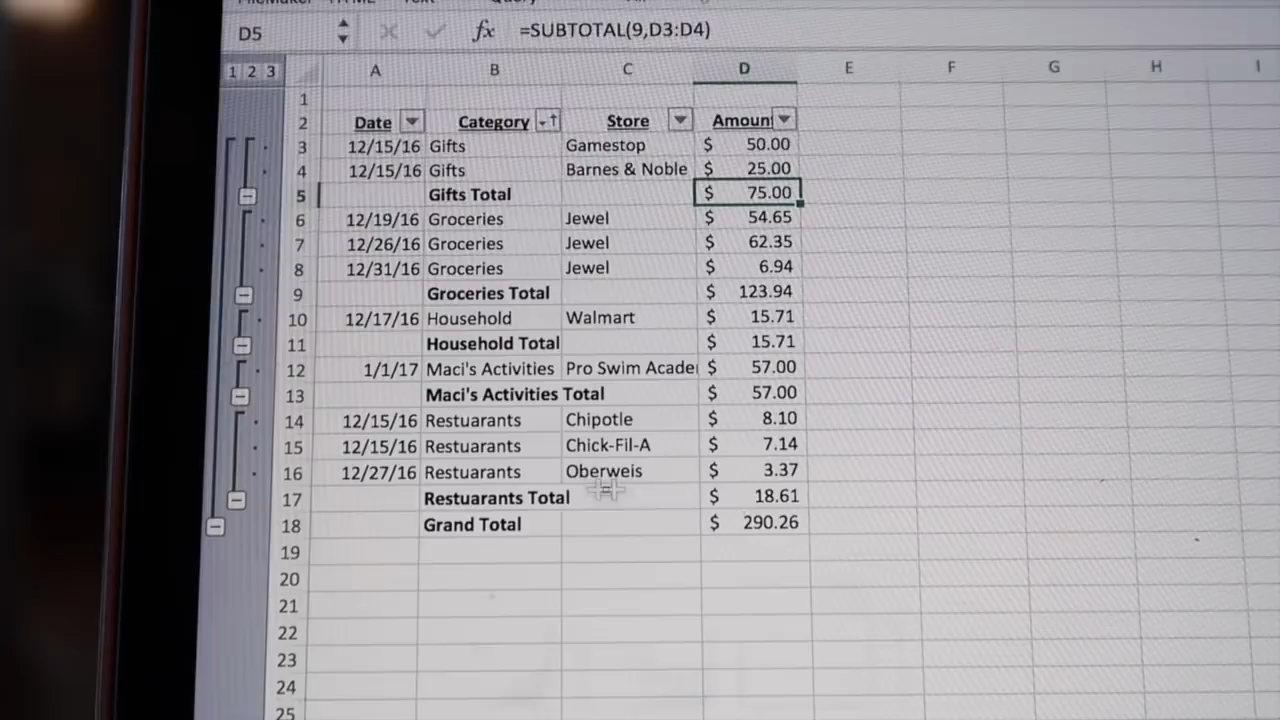 D5 fx =SUBTOTAL(9,D3:D4)
1 2 3 A B C D E F G H I
1
2 Date Category Store Amoun
3 12/15/16 Gifts Gamestop $ 50.00
4 12/15/16 Gifts Barnes & Noble $ 25.00
5 Gifts Total $ 75.00
6 12/19/16 Groceries Jewel $ 54.65
7 12/26/16 Groceries Jewel $ 62.35
8 12/31/16 Groceries Jewel $ 6.94
9 Groceries Total $ 123.94
10 12/17/16 Household Walmart $ 15.71
11 Household Total $ 15.71
12 1/1/17 Maci's Activities Pro Swim Acade $ 57.00
13 Maci's Activities Total $ 57.00
14 12/15/16 Restuarants Chipotle $ 8.10
15 12/15/16 Restuarants Chick-Fil-A $ 7.14
16 12/27/16 Restuarants Oberweis $ 3.37
17 Restuarants Total $ 18.61
18 Grand Total $ 290.26
19
20
21
22
23
24
25